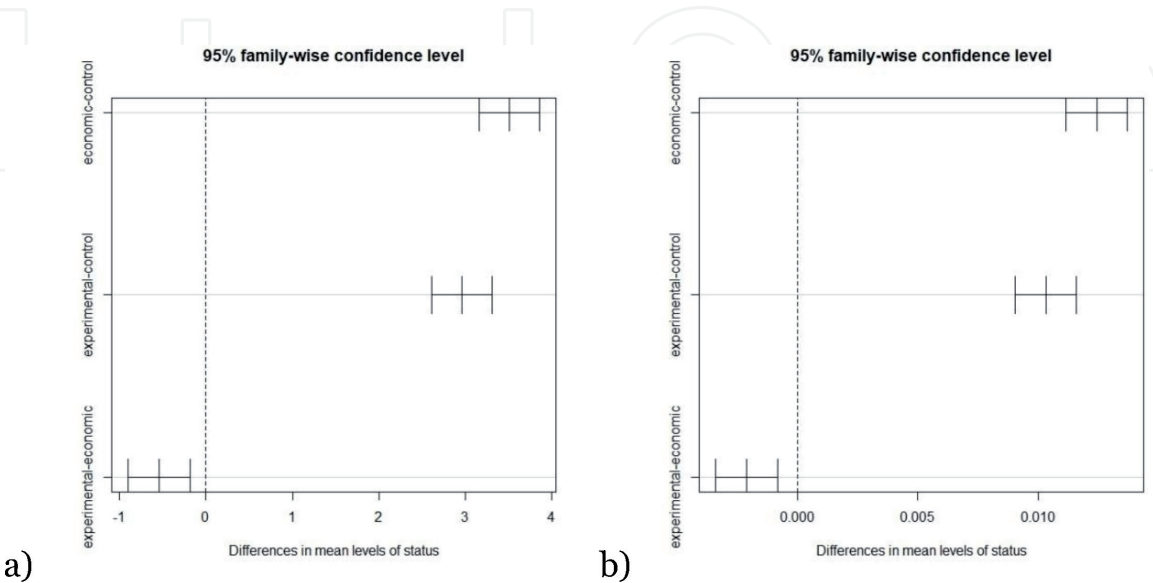 95% family-wise confidence level
economic-control
experimental-control
experimental-economic
-1 0 1 2 3 4
Differences in mean levels of status
a)
95% family-wise confidence level
economic-control
experimental-control
experimental-economic
0.000 0.005 0.010
Differences in mean levels of status
b)